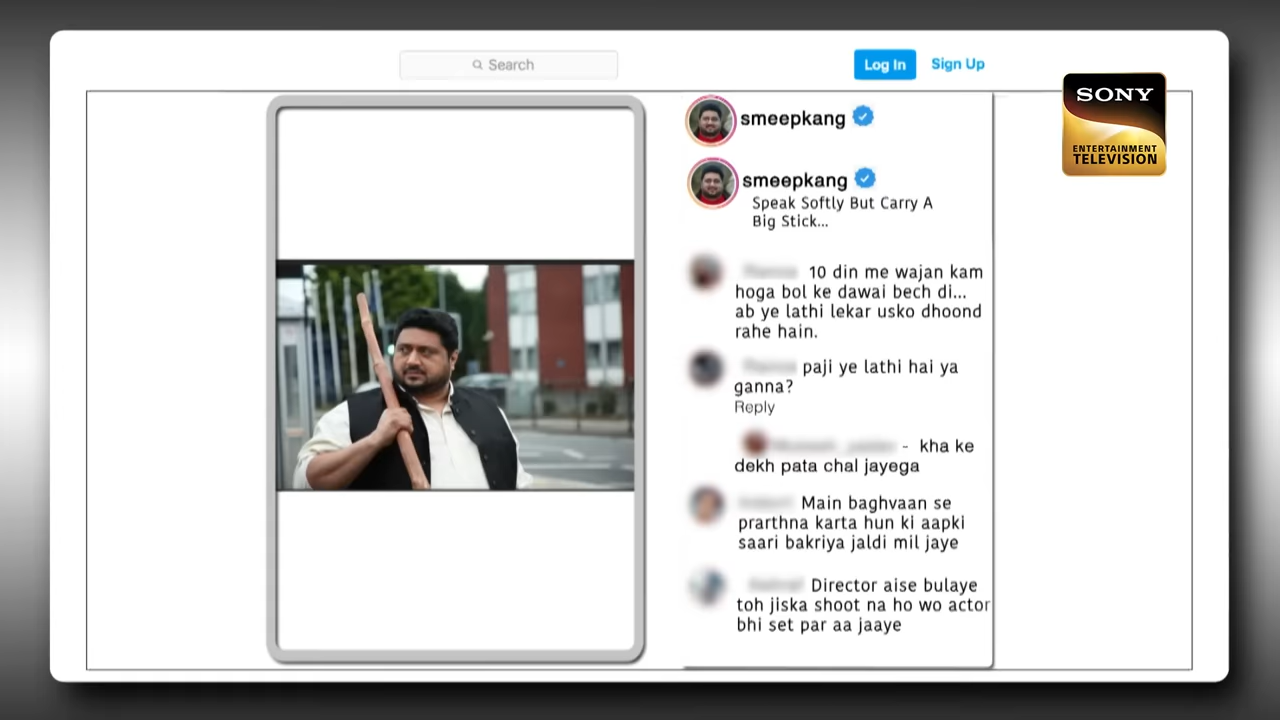 Search
Log In
Sign Up
SONY
ENTERTAINMENT
TELEVISION
smeepkang
smeepkang
Speak Softly But Carry A
Big Stick...
10 din me wajan kam
hoga bol ke dawai bech di...
ab ye lathi lekar usko dhoond
rahe hain.
paji ye lathi hai ya
ganna?
Reply
- kha ke
dekh pata chal jayega
Main baghvaan se
prarthna karta hun ki aapki
saari bakriya jaldi mil jaye
Director aise bulaye
toh jiska shoot na ho wo actor
bhi set par aa jaaye